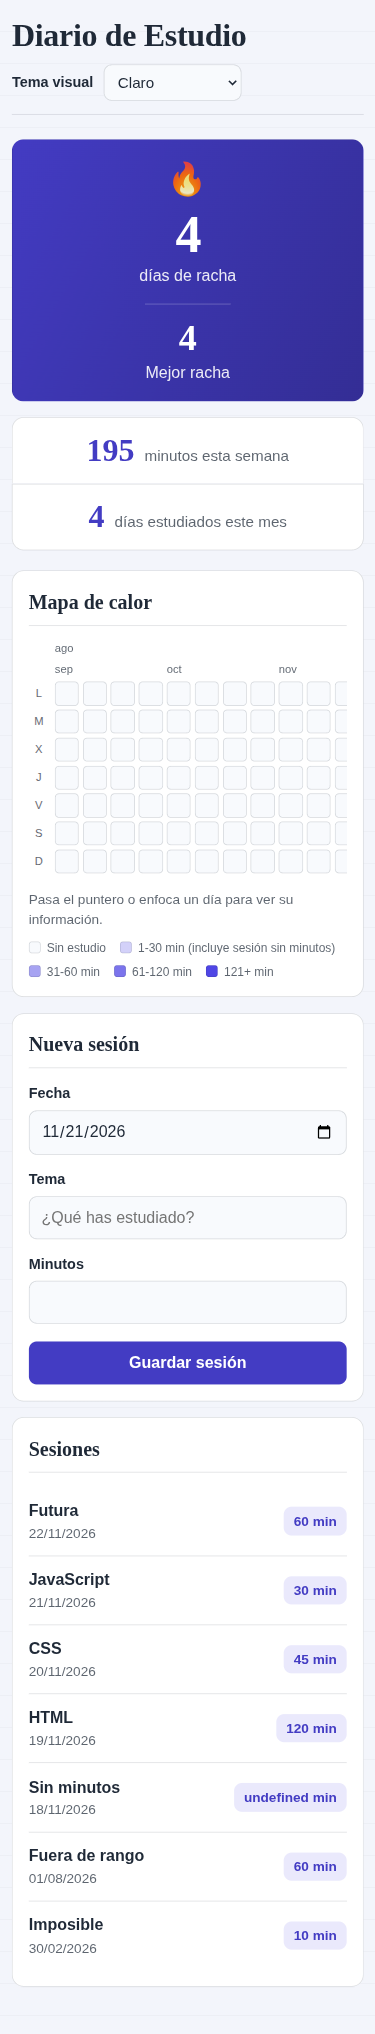 Diario de Estudio
Tema visual Claro
🔥
4
días de racha
4
Mejor racha
195 minutos esta semana
4 días estudiados este mes
Mapa de calor
ago
sep oct nov
L
M
X
J
V
S
D
Pasa el puntero o enfoca un día para ver su
información.
Sin estudio 1-30 min (incluye sesión sin minutos)
31-60 min 61-120 min 121+ min
Nueva sesión
Fecha
11/21/2026
Tema
¿Qué has estudiado?
Minutos
Guardar sesión
Sesiones
Futura
22/11/2026
60 min
JavaScript
21/11/2026
30 min
CSS
20/11/2026
45 min
HTML
19/11/2026
120 min
Sin minutos
18/11/2026
undefined min
Fuera de rango
01/08/2026
60 min
Imposible
30/02/2026
10 min